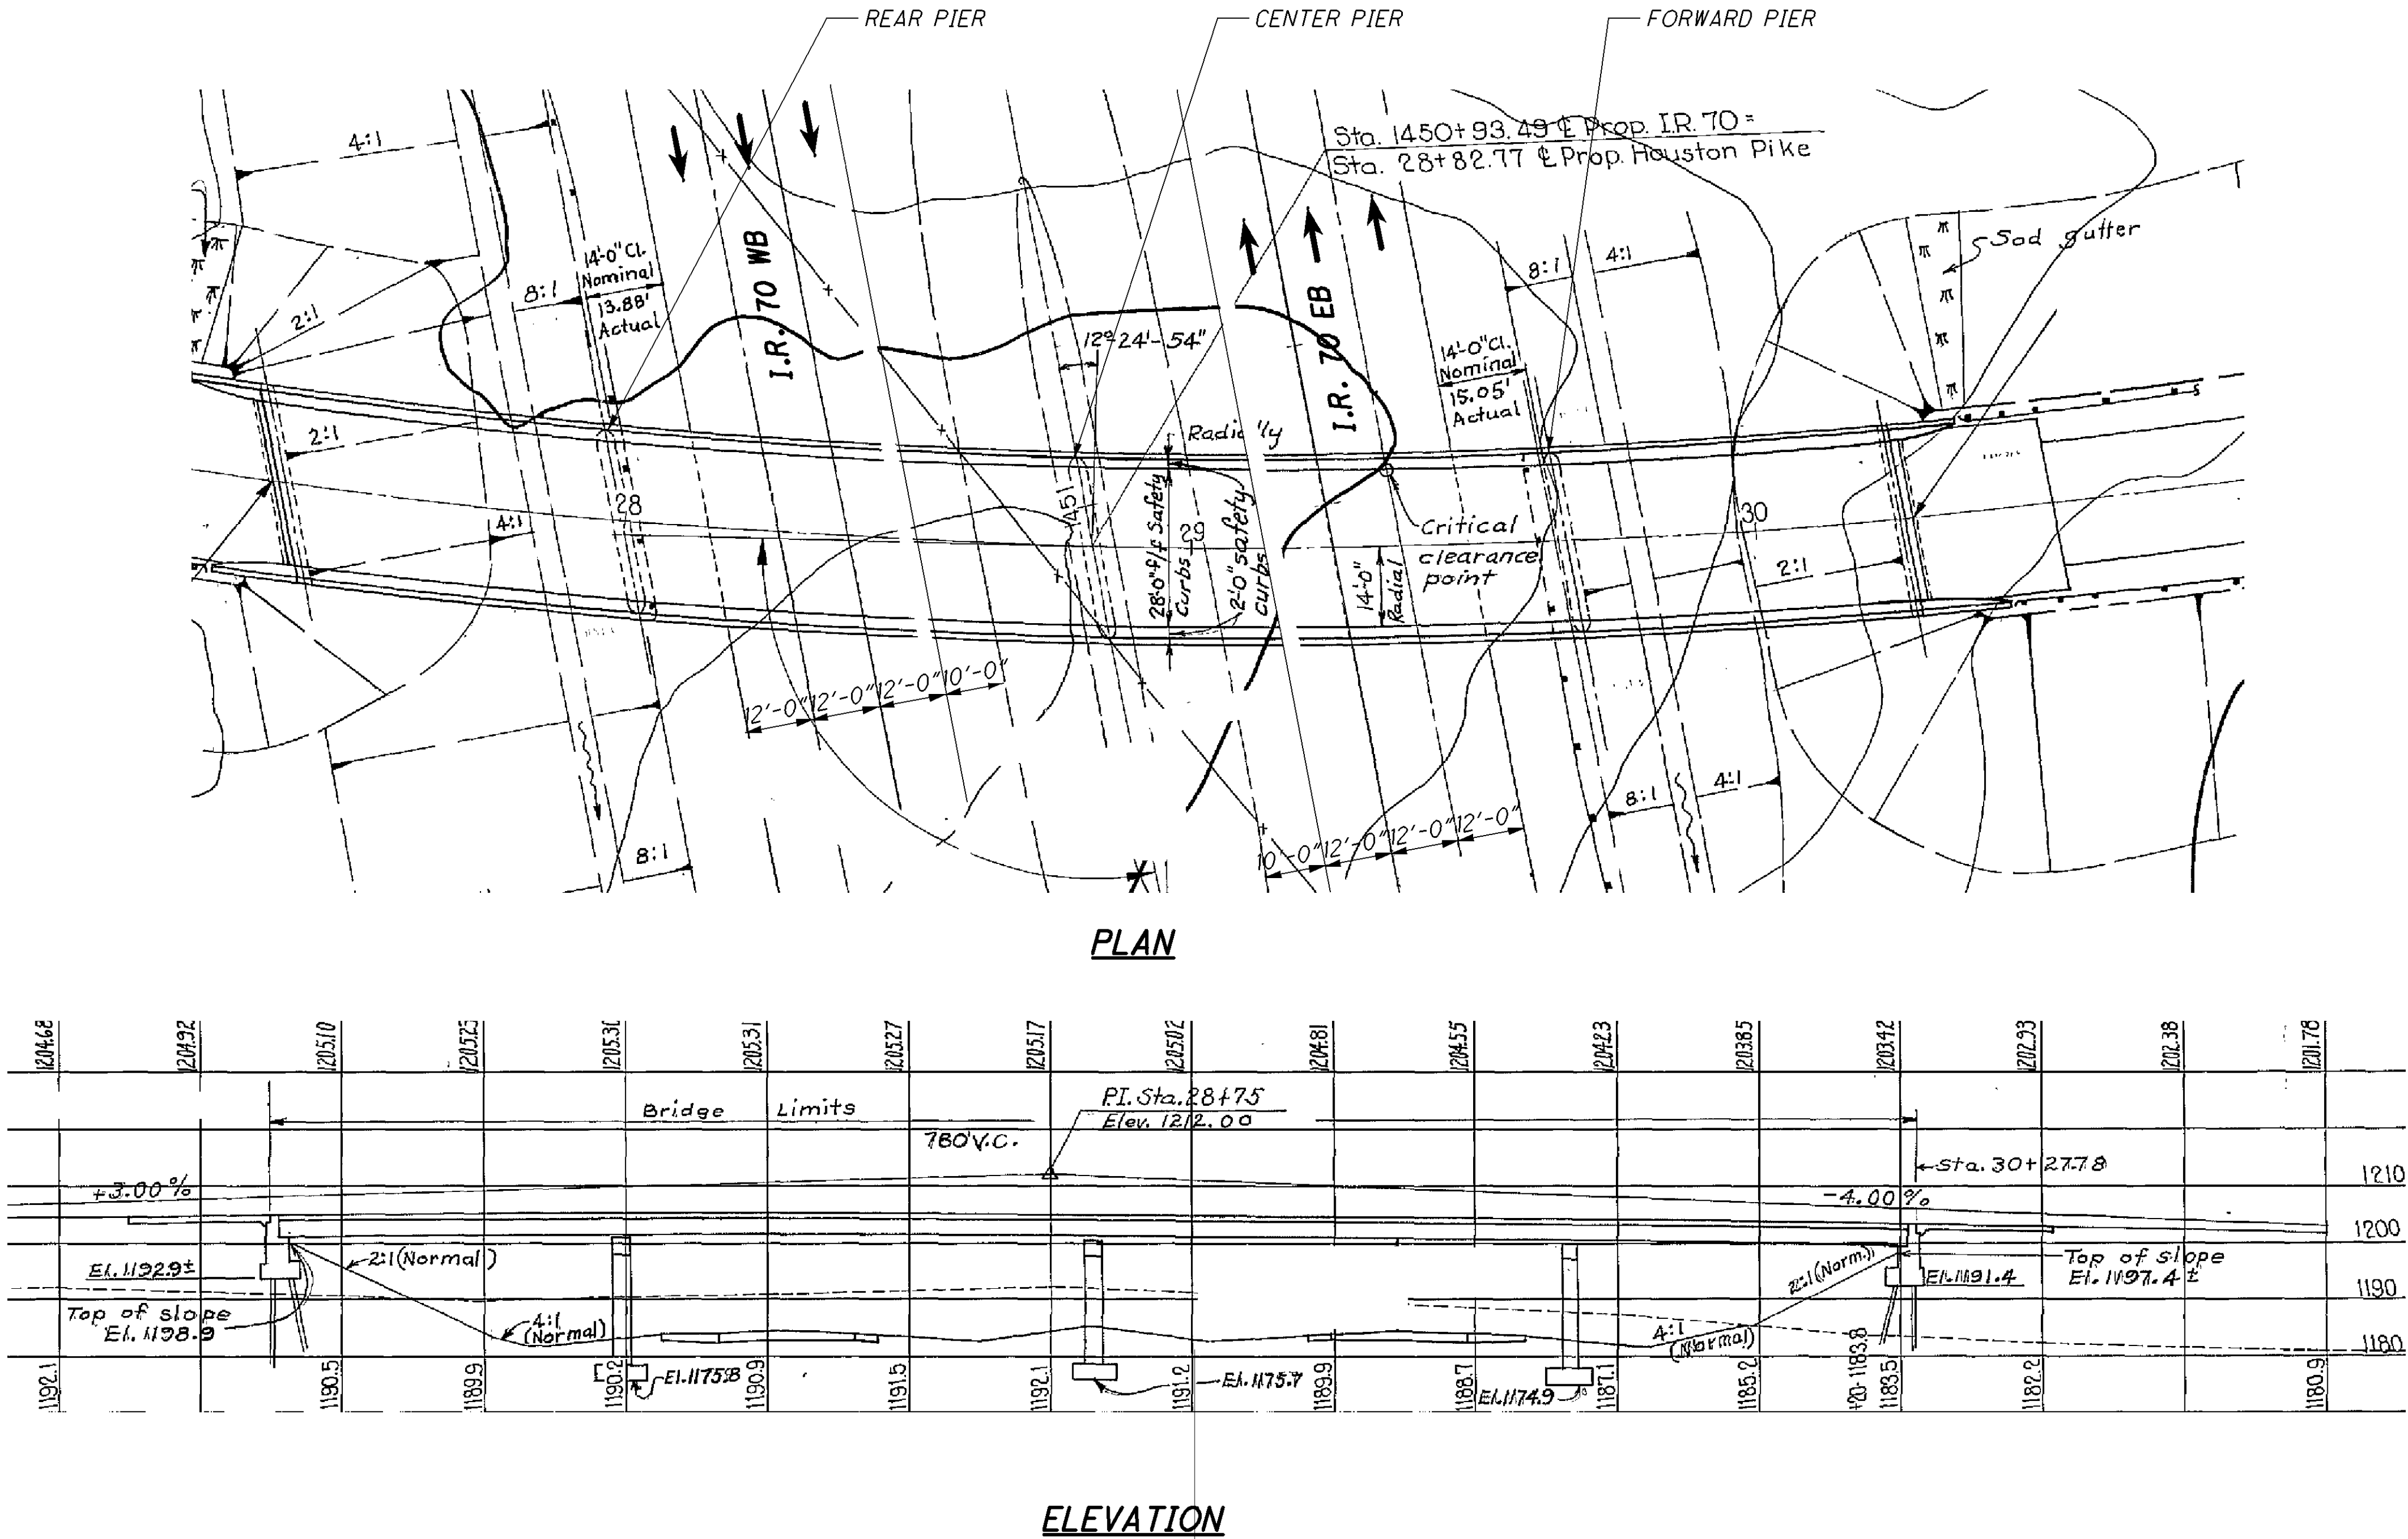 REAR PIER
CENTER PIER
FORWARD PIER
Sta. 1450+93.49 ℄ Prop. I.R. 70 =
Sta. 28+82.77 ℄ Prop. Houston Pike
4:1
Sod gutter
14'-0" Cl.
Nominal
13.88'
Actual
8:1
2:1
I.R. 70 WB
12°-24'-54"
I.R. 70 EB
14'-0" Cl.
Nominal
15.05'
Actual
8:1
4:1
2:1
Radially
28
4:1
1451
28'-0" f/f Safety
Curbs
29
2'-0" safety
curbs
14'-0"
Radial
Critical
clearance
point
30
2:1
12'-0" 12'-0" 12'-0" 10'-0"
10'-0" 12'-0" 12'-0" 12'-0"
8:1
8:1
4:1
PLAN
1204.68
1204.92
1205.10
1205.25
1205.30
1205.31
1205.27
1205.17
1205.02
1204.81
1204.55
1204.23
1203.85
1203.42
1202.93
1202.38
1201.78
Bridge Limits
P.I. Sta. 28+75
Elev. 1212.00
780' V.C.
Sta. 30+27.78
+3.00%
-4.00%
1210
1200
1190
1180
El. 1192.9±
2:1 (Normal)
Top of slope
El. 1198.9
4:1
(Normal)
2:1 (Norm.)
El. 1191.4
Top of slope
El. 1197.4±
4:1
(Normal)
El. 1175.8
El. 1175.7
El. 1174.9
1192.1
1190.5
1189.9
1190.2
1190.9
1191.5
1192.1
1191.2
1189.9
1188.7
1187.1
1185.2
+20-1183.8
1183.5
1182.2
1180.9
ELEVATION